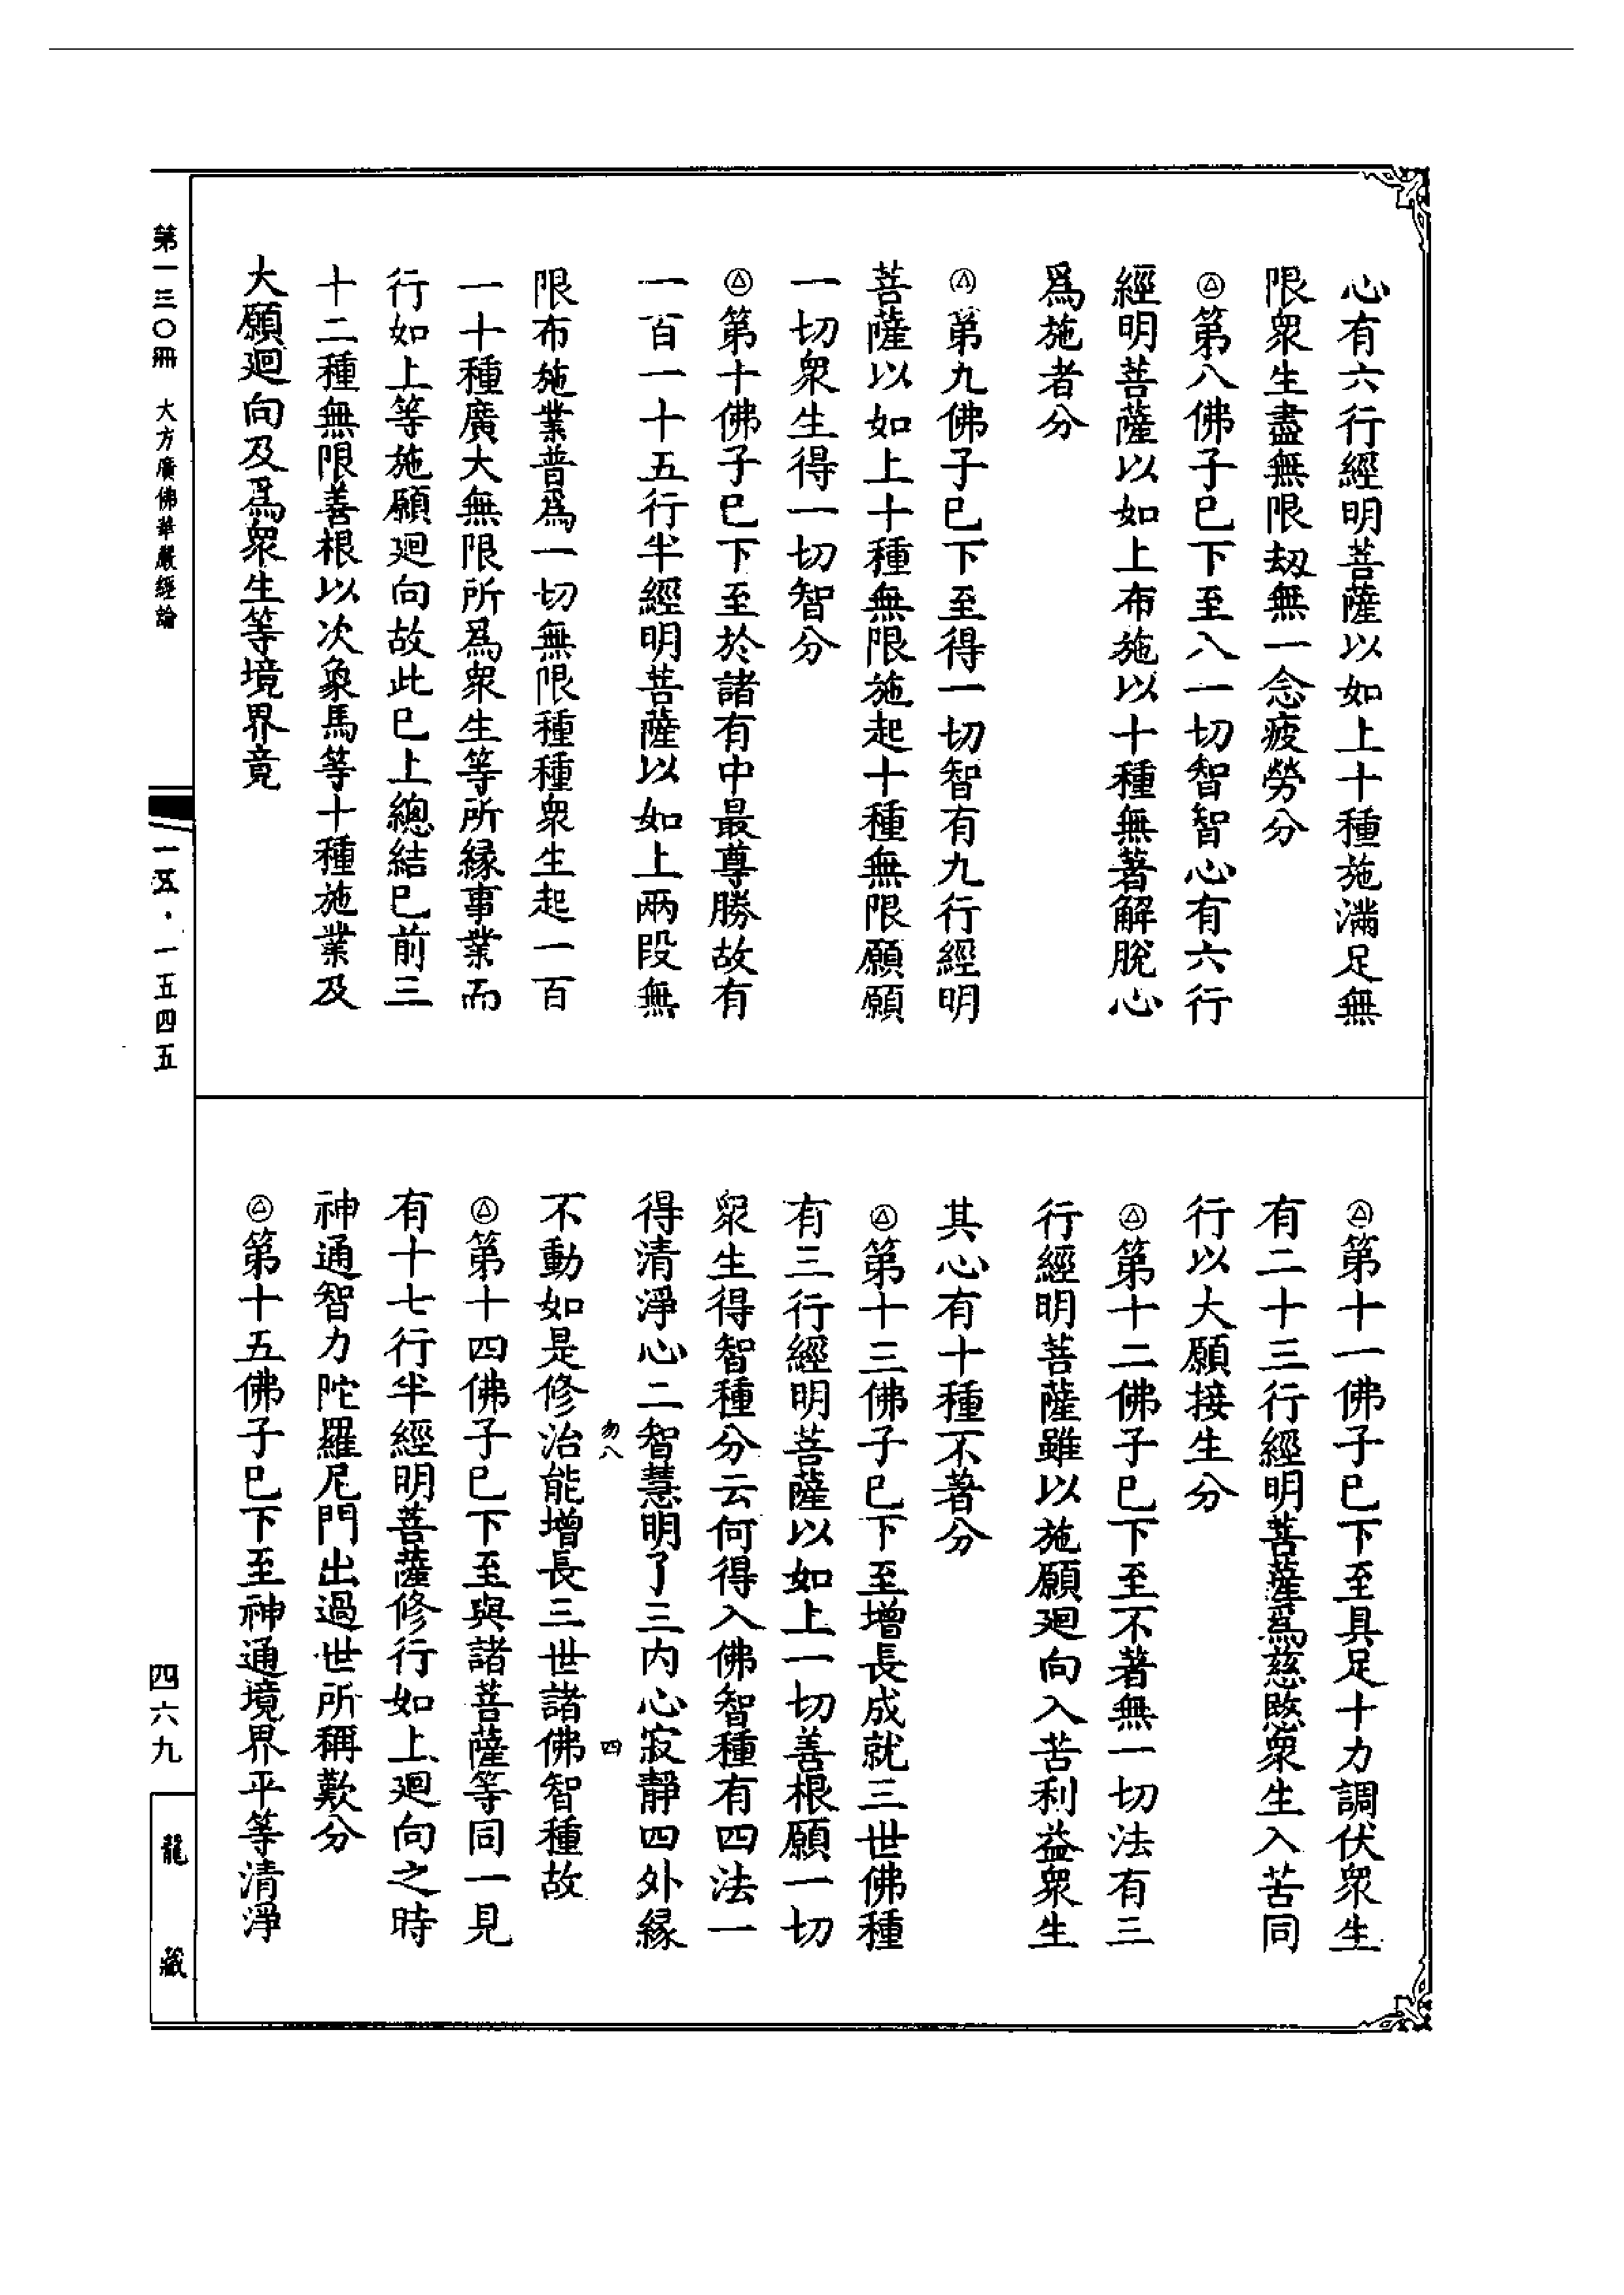 心有六行經明菩薩以如上十種施滿足無
限衆生盡無限劫無一念疲勞分
㊟第八佛子已下至入一切智智心有六行
經明菩薩以如上布施以十種無著解脫心
爲施者分
第九佛子已下至得一切智有九行經明
菩薩以如上十種無限施起十種無限願願
一切衆生得一切智分
第十佛子已下至於諸有中最尊勝故有
一百一十五行半經明菩薩以如上兩段無
限布施業普爲一切無限種種衆生起一百
一十種廣大無限所爲衆生等所緣事業而
行如上等施願廻向故此已上總結已前三
十二種無限善根以次象馬等十種施業及
大願廻向及爲衆生等境界竟
第十一佛子已下至具足十力調伏衆生
有二十三行經明菩薩爲慈愍衆生入苦同
行以大願接生分
第十二佛子已下至不著無一切法有三
行經明菩薩雖以施願廻向入苦利益衆生
其心有十種不著分
第十三佛子已下至增長成就三世佛種
有三行經明菩薩以如上一切善根願一切
衆生得智種分云何得入佛智種有四法一
得清淨心二智慧明了三內心寂靜四外緣
勿八 四
不動如是修治能增長三世諸佛智種故
第十四佛子已下至與諸菩薩等同一見
有十七行半經明菩薩修行如上廻向之時
神通智力陀羅尼門出過世所稱歎分
第十五佛子已下至神通境界平等清淨
第一三〇冊 大方廣佛華嚴經論
一五·一五四五
四六九
龍藏